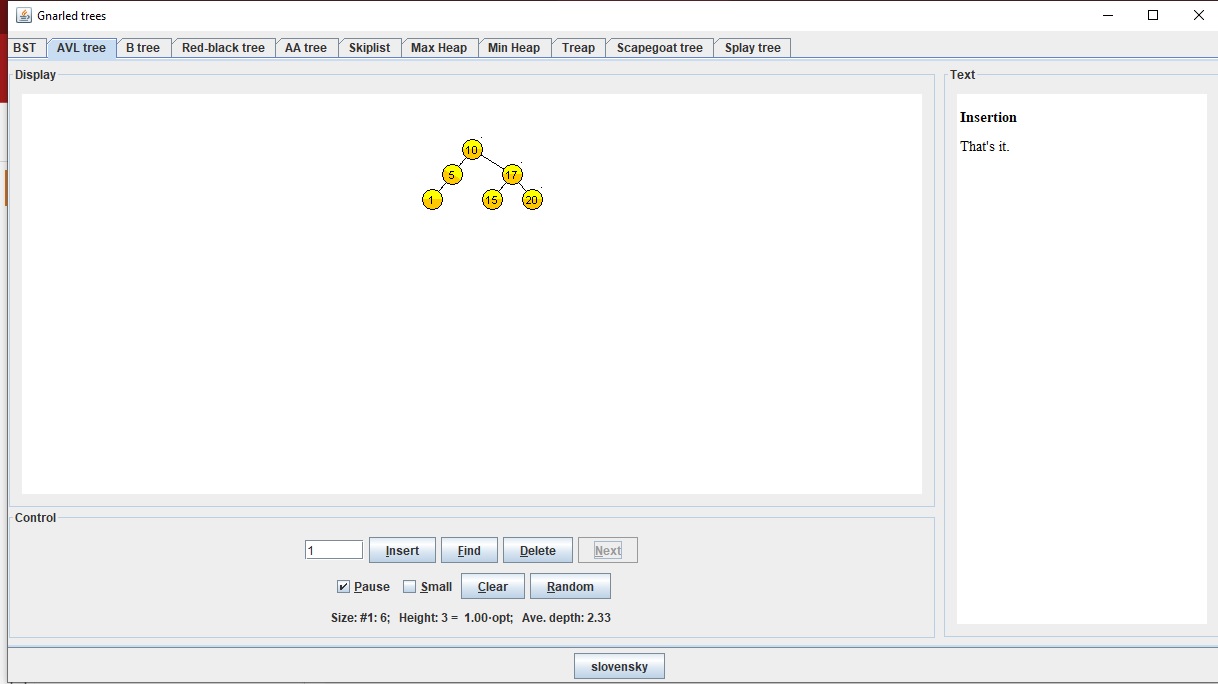 Gnarled trees
BST AVL tree B tree Red-black tree AA tree Skiplist Max Heap Min Heap Treap Scapegoat tree Splay tree
Display
Text
10
5 17
1 15 20
Insertion
That's it.
Control
1 Insert Find Delete Next
Pause Small Clear Random
Size: #1: 6; Height: 3 = 1.00·opt; Ave. depth: 2.33
slovensky